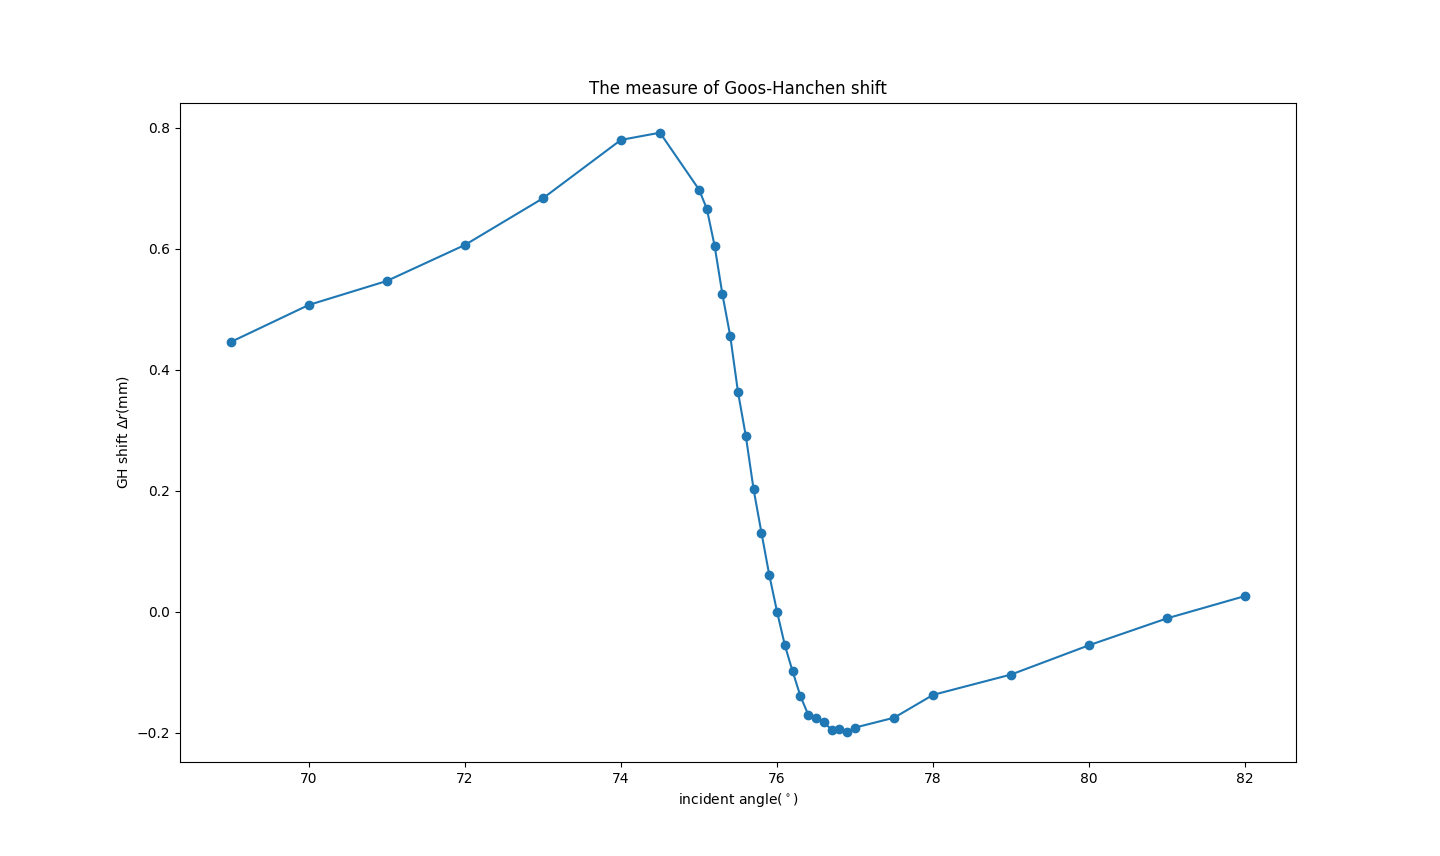 The measure of Goos-Hanchen shift
0.8
0.6
0.4
0.2
0.0
−0.2
GH shift Δr(mm)
70 72 74 76 78 80 82
incident angle(°)